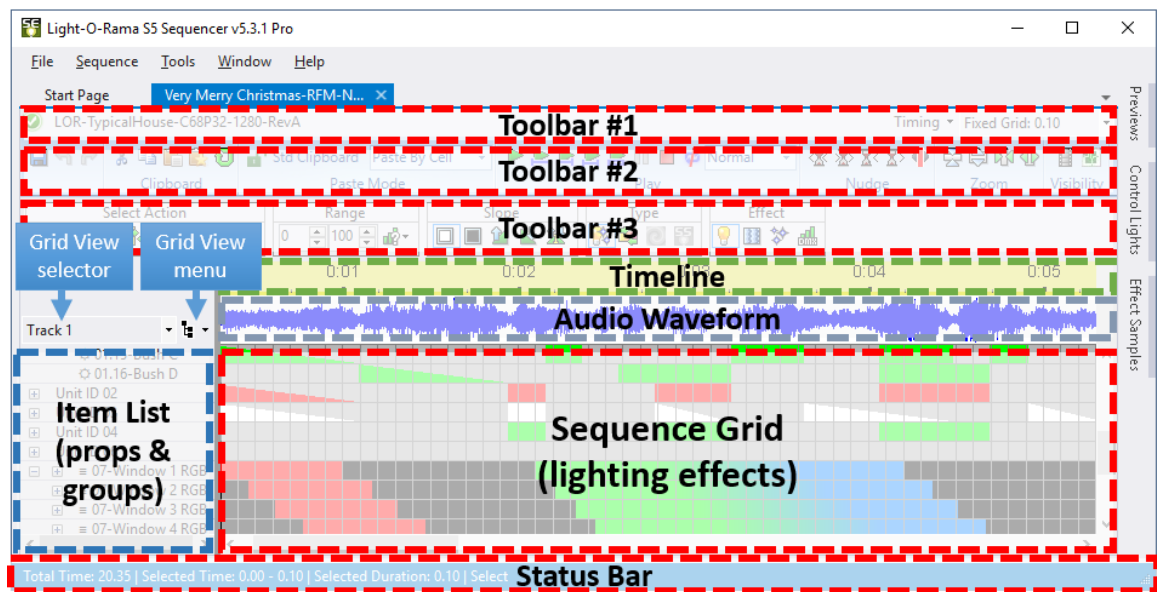 Light-O-Rama S5 Sequencer v5.3.1 Pro
File Sequence Tools Window Help
Start Page Very Merry Christmas-RFM-N...
LOR-TypicalHouse-C68P32-1280-RevA Toolbar #1 Timing Fixed Grid: 0.10
Std Clipboard Paste By Cell Toolbar #2 Normal
Clipboard Paste Mode Play Nudge Zoom Visibility
Select Action Range Slope Type Effect
0 100 Toolbar #3
Grid View selector
Grid View menu
0:01 0:02 0:03 0:04 0:05
Timeline
Audio Waveform
Track 1
01.15-Bush C
01.16-Bush D
Unit ID 02
Unit ID 04
07-Window 1 RGB
2 RGB
07-Window 3 RGB
07-Window 4 RGB
Item List
(props &
groups)
Sequence Grid
(lighting effects)
Total Time: 20.35 | Selected Time: 0.00 - 0.10 | Selected Duration: 0.10 | Select
Status Bar
Previews
Control Lights
Effect Samples